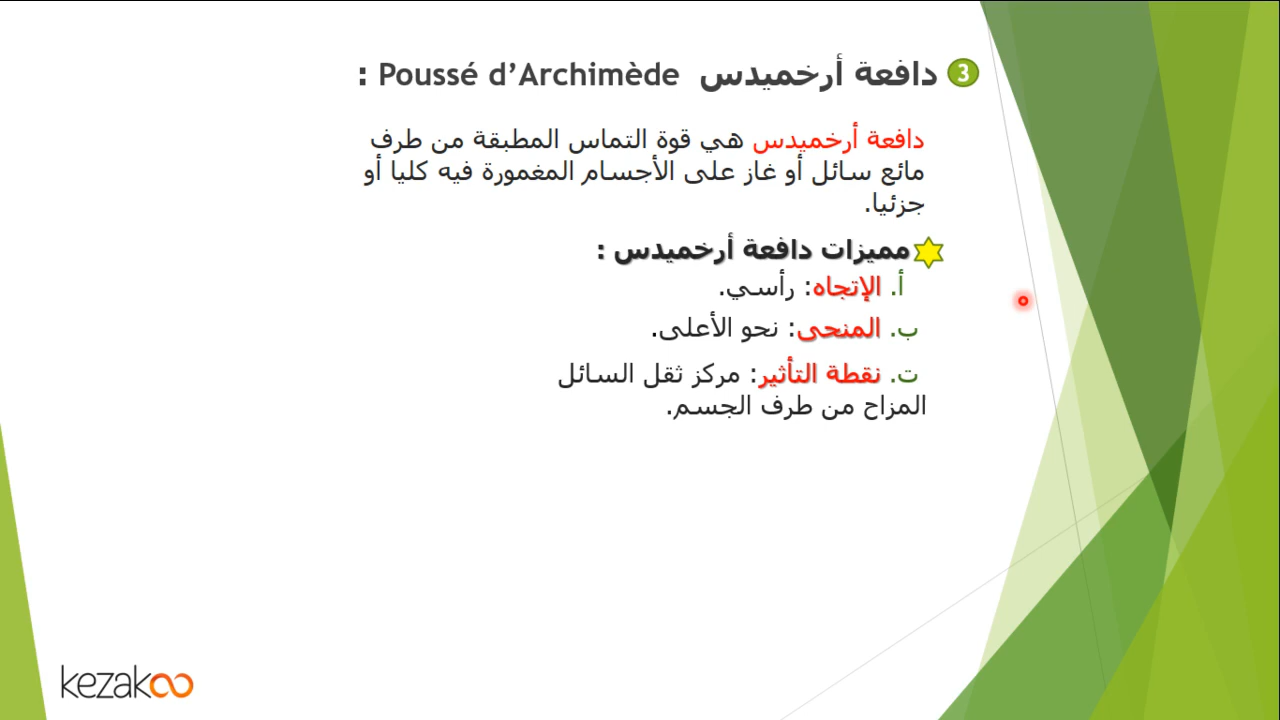 3 دافعة أرخميدس Poussé d’Archimède :
دافعة أرخميدس هي قوة التماس المطبقة من طرف
مائع سائل أو غاز على الأجسام المغمورة فيه كليا أو
جزئيا.
مميزات دافعة أرخميدس :
أ. الإتجاه: رأسي.
ب. المنحى: نحو الأعلى.
ت. نقطة التأثير: مركز ثقل السائل
المزاح من طرف الجسم.
kezakoo